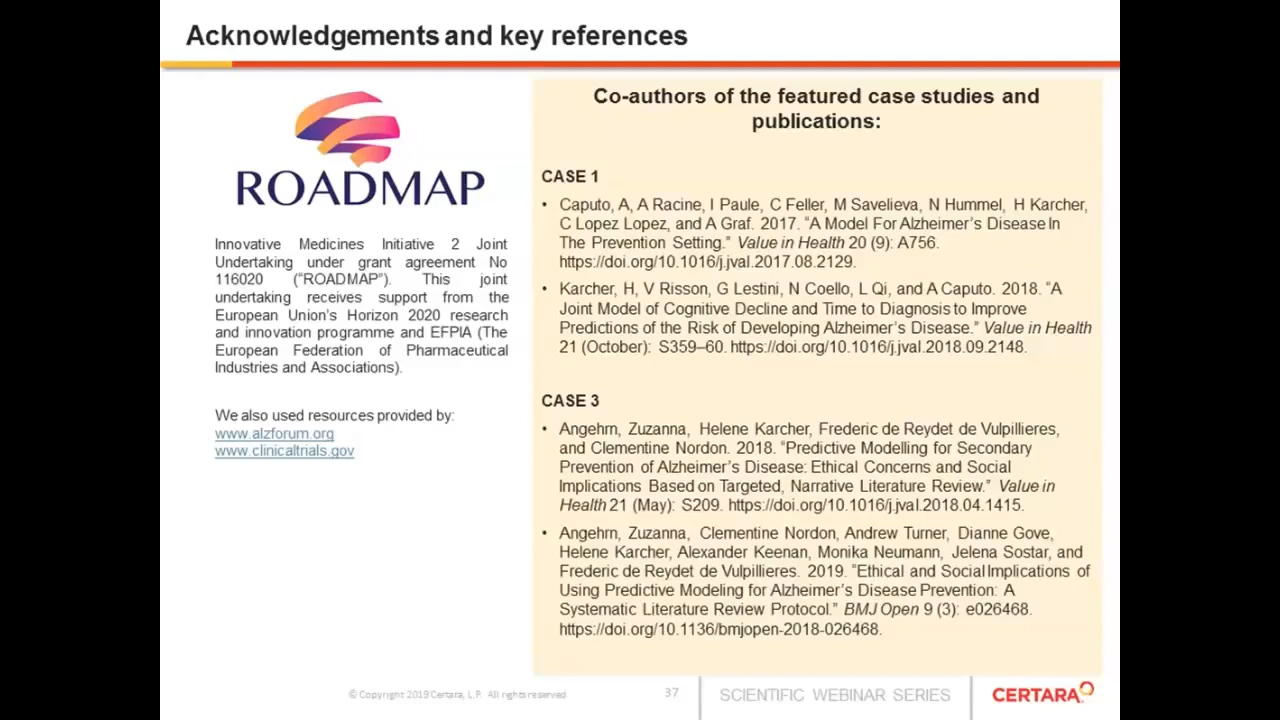 Acknowledgements and key references
ROADMAP
Innovative Medicines Initiative 2 Joint
Undertaking under grant agreement No
116020 (“ROADMAP”). This joint
undertaking receives support from the
European Union’s Horizon 2020 research
and innovation programme and EFPIA (The
European Federation of Pharmaceutical
Industries and Associations).
We also used resources provided by:
www.alzforum.org
www.clinicaltrials.gov
Co-authors of the featured case studies and
publications:
CASE 1
• Caputo, A, A Racine, I Paule, C Feller, M Savelieva, N Hummel, H Karcher,
C Lopez Lopez, and A Graf. 2017. “A Model For Alzheimer’s Disease In
The Prevention Setting.” Value in Health 20 (9): A756.
https://doi.org/10.1016/j.jval.2017.08.2129.
• Karcher, H, V Risson, G Lestini, N Coello, L Qi, and A Caputo. 2018. “A
Joint Model of Cognitive Decline and Time to Diagnosis to Improve
Predictions of the Risk of Developing Alzheimer’s Disease.” Value in Health
21 (October): S359–60. https://doi.org/10.1016/j.jval.2018.09.2148.
CASE 3
• Angehrn, Zuzanna, Helene Karcher, Frederic de Reydet de Vulpillieres,
and Clementine Nordon. 2018. “Predictive Modelling for Secondary
Prevention of Alzheimer’s Disease: Ethical Concerns and Social
Implications Based on Targeted, Narrative Literature Review.” Value in
Health 21 (May): S209. https://doi.org/10.1016/j.jval.2018.04.1415.
• Angehrn, Zuzanna, Clementine Nordon, Andrew Turner, Dianne Gove,
Helene Karcher, Alexander Keenan, Monika Neumann, Jelena Sostar, and
Frederic de Reydet de Vulpillieres. 2019. “Ethical and Social Implications of
Using Predictive Modeling for Alzheimer’s Disease Prevention: A
Systematic Literature Review Protocol.” BMJ Open 9 (3): e026468.
https://doi.org/10.1136/bmjopen-2018-026468.
© Copyright 2019 Certara, L.P. All rights reserved
37
SCIENTIFIC WEBINAR SERIES
CERTARA